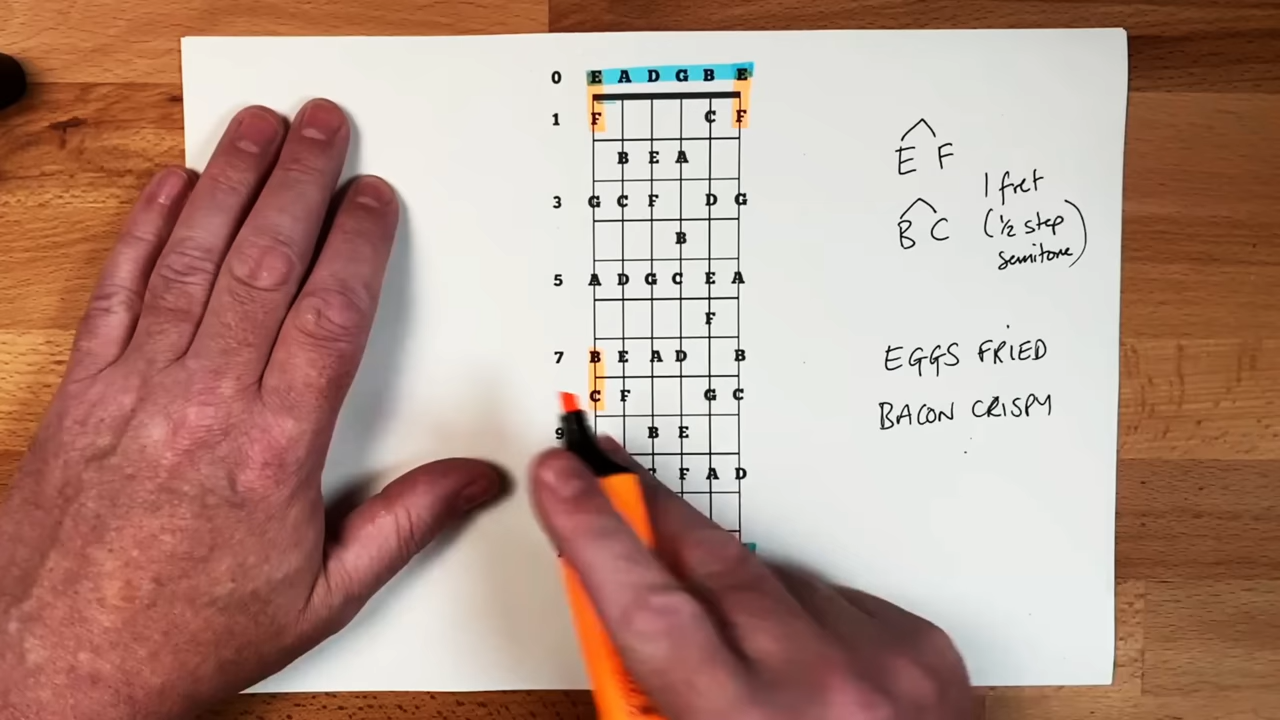 0 E A D G B E
1 F C F
B E A
3 G C F D G
B
5 A D G C E A
F
7 B E A D B
C F G C
9 B E
F A D
E F
B C
1 fret
(1/2 step
semitone)
EGGS FRIED
BACON CRISPY